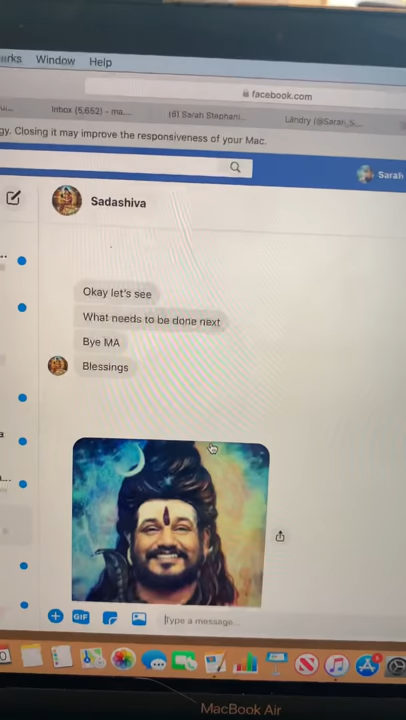 Window Help
facebook.com
Inbox (5,652) - ma...
(6) Sarah Stephani...
Landry (@Sarah_S...
gy. Closing it may improve the responsiveness of your Mac.
Sarah
Sadashiva
Okay let's see
What needs to be done next
Bye MA
Blessings
GIF
Type a message...
MacBook Air